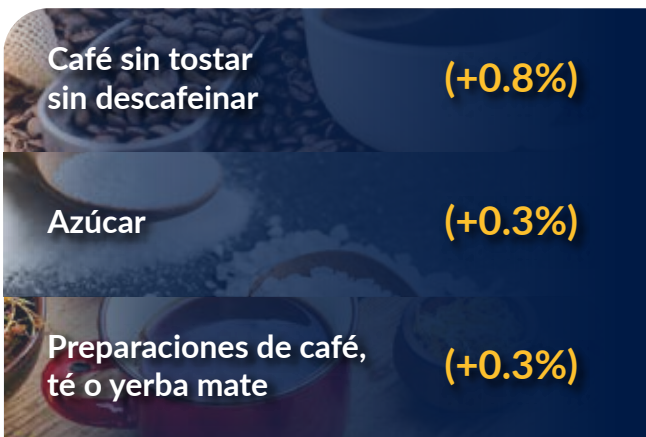 Café sin tostar
sin descafeinar
(+0.8%)
Azúcar
(+0.3%)
Preparaciones de café,
té o yerba mate
(+0.3%)